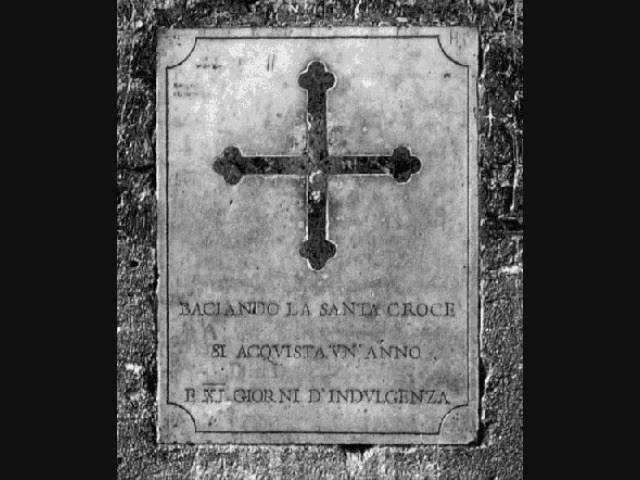 BACIANDO LA SANTA CROCE
SI ACQVISTA VN' ANNO
E XL GIORNI D'INDVLGENZA